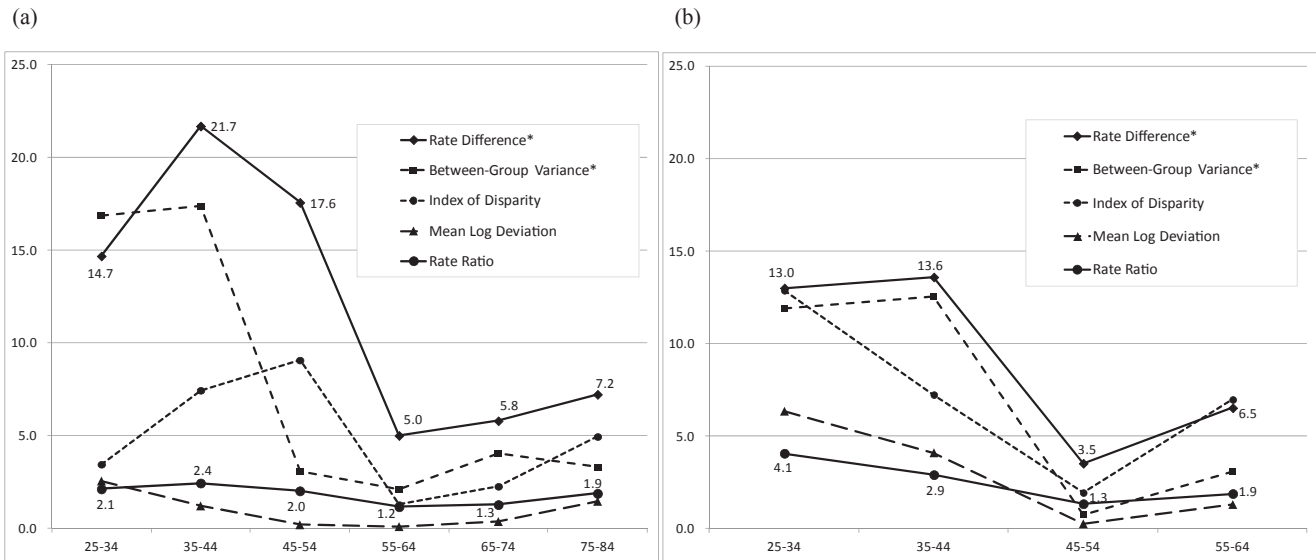 (a)
25.0
20.0
15.0
10.0
5.0
0.0
14.7
21.7
17.6
5.0
5.8
7.2
2.1
2.4
2.0
1.2
1.3
1.9
Rate Difference*
Between-Group Variance*
Index of Disparity
Mean Log Deviation
Rate Ratio
25-34 35-44 45-54 55-64 65-74 75-84
(b)
25.0
20.0
15.0
10.0
5.0
0.0
13.0
13.6
3.5
6.5
4.1
2.9
1.3
1.9
Rate Difference*
Between-Group Variance*
Index of Disparity
Mean Log Deviation
Rate Ratio
25-34 35-44 45-54 55-64